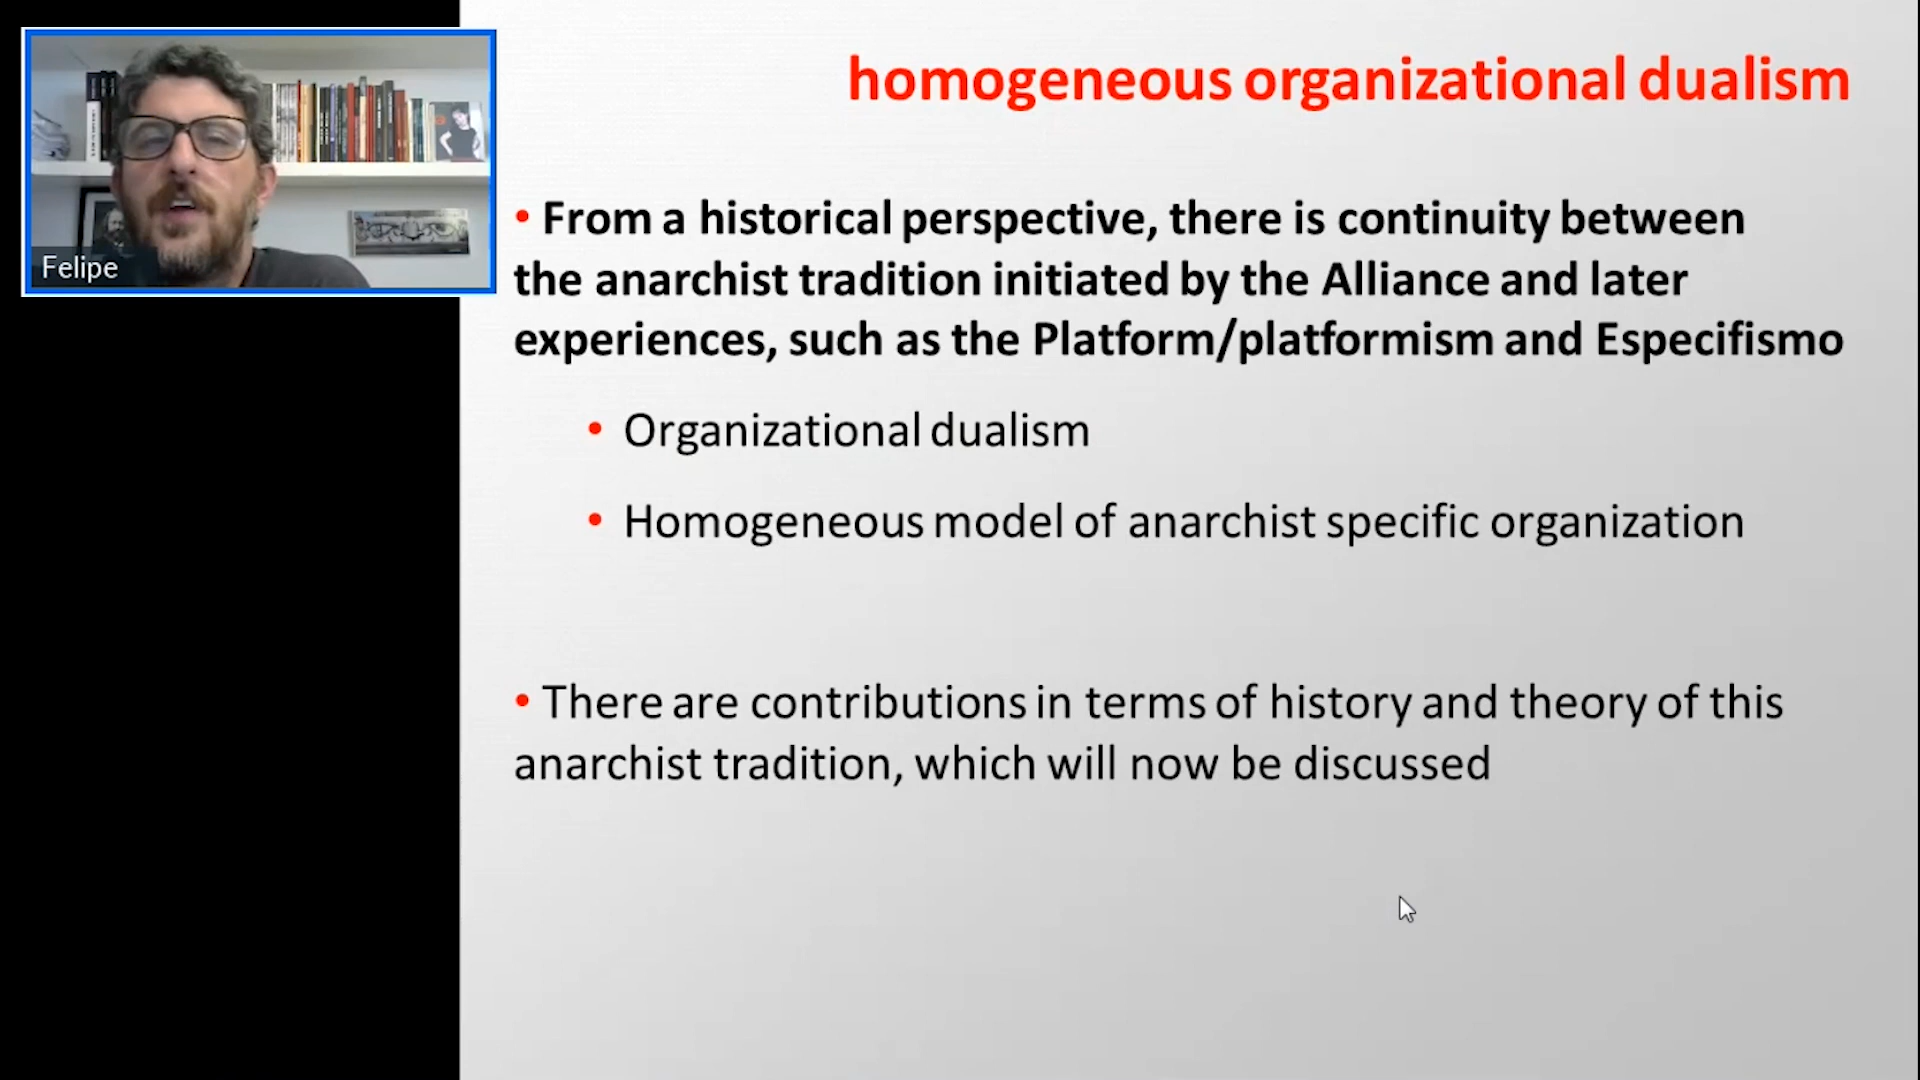 homogeneous organizational dualism
Felipe
• From a historical perspective, there is continuity between
the anarchist tradition initiated by the Alliance and later
experiences, such as the Platform/platformism and Especifismo
• Organizational dualism
• Homogeneous model of anarchist specific organization
• There are contributions in terms of history and theory of this
anarchist tradition, which will now be discussed